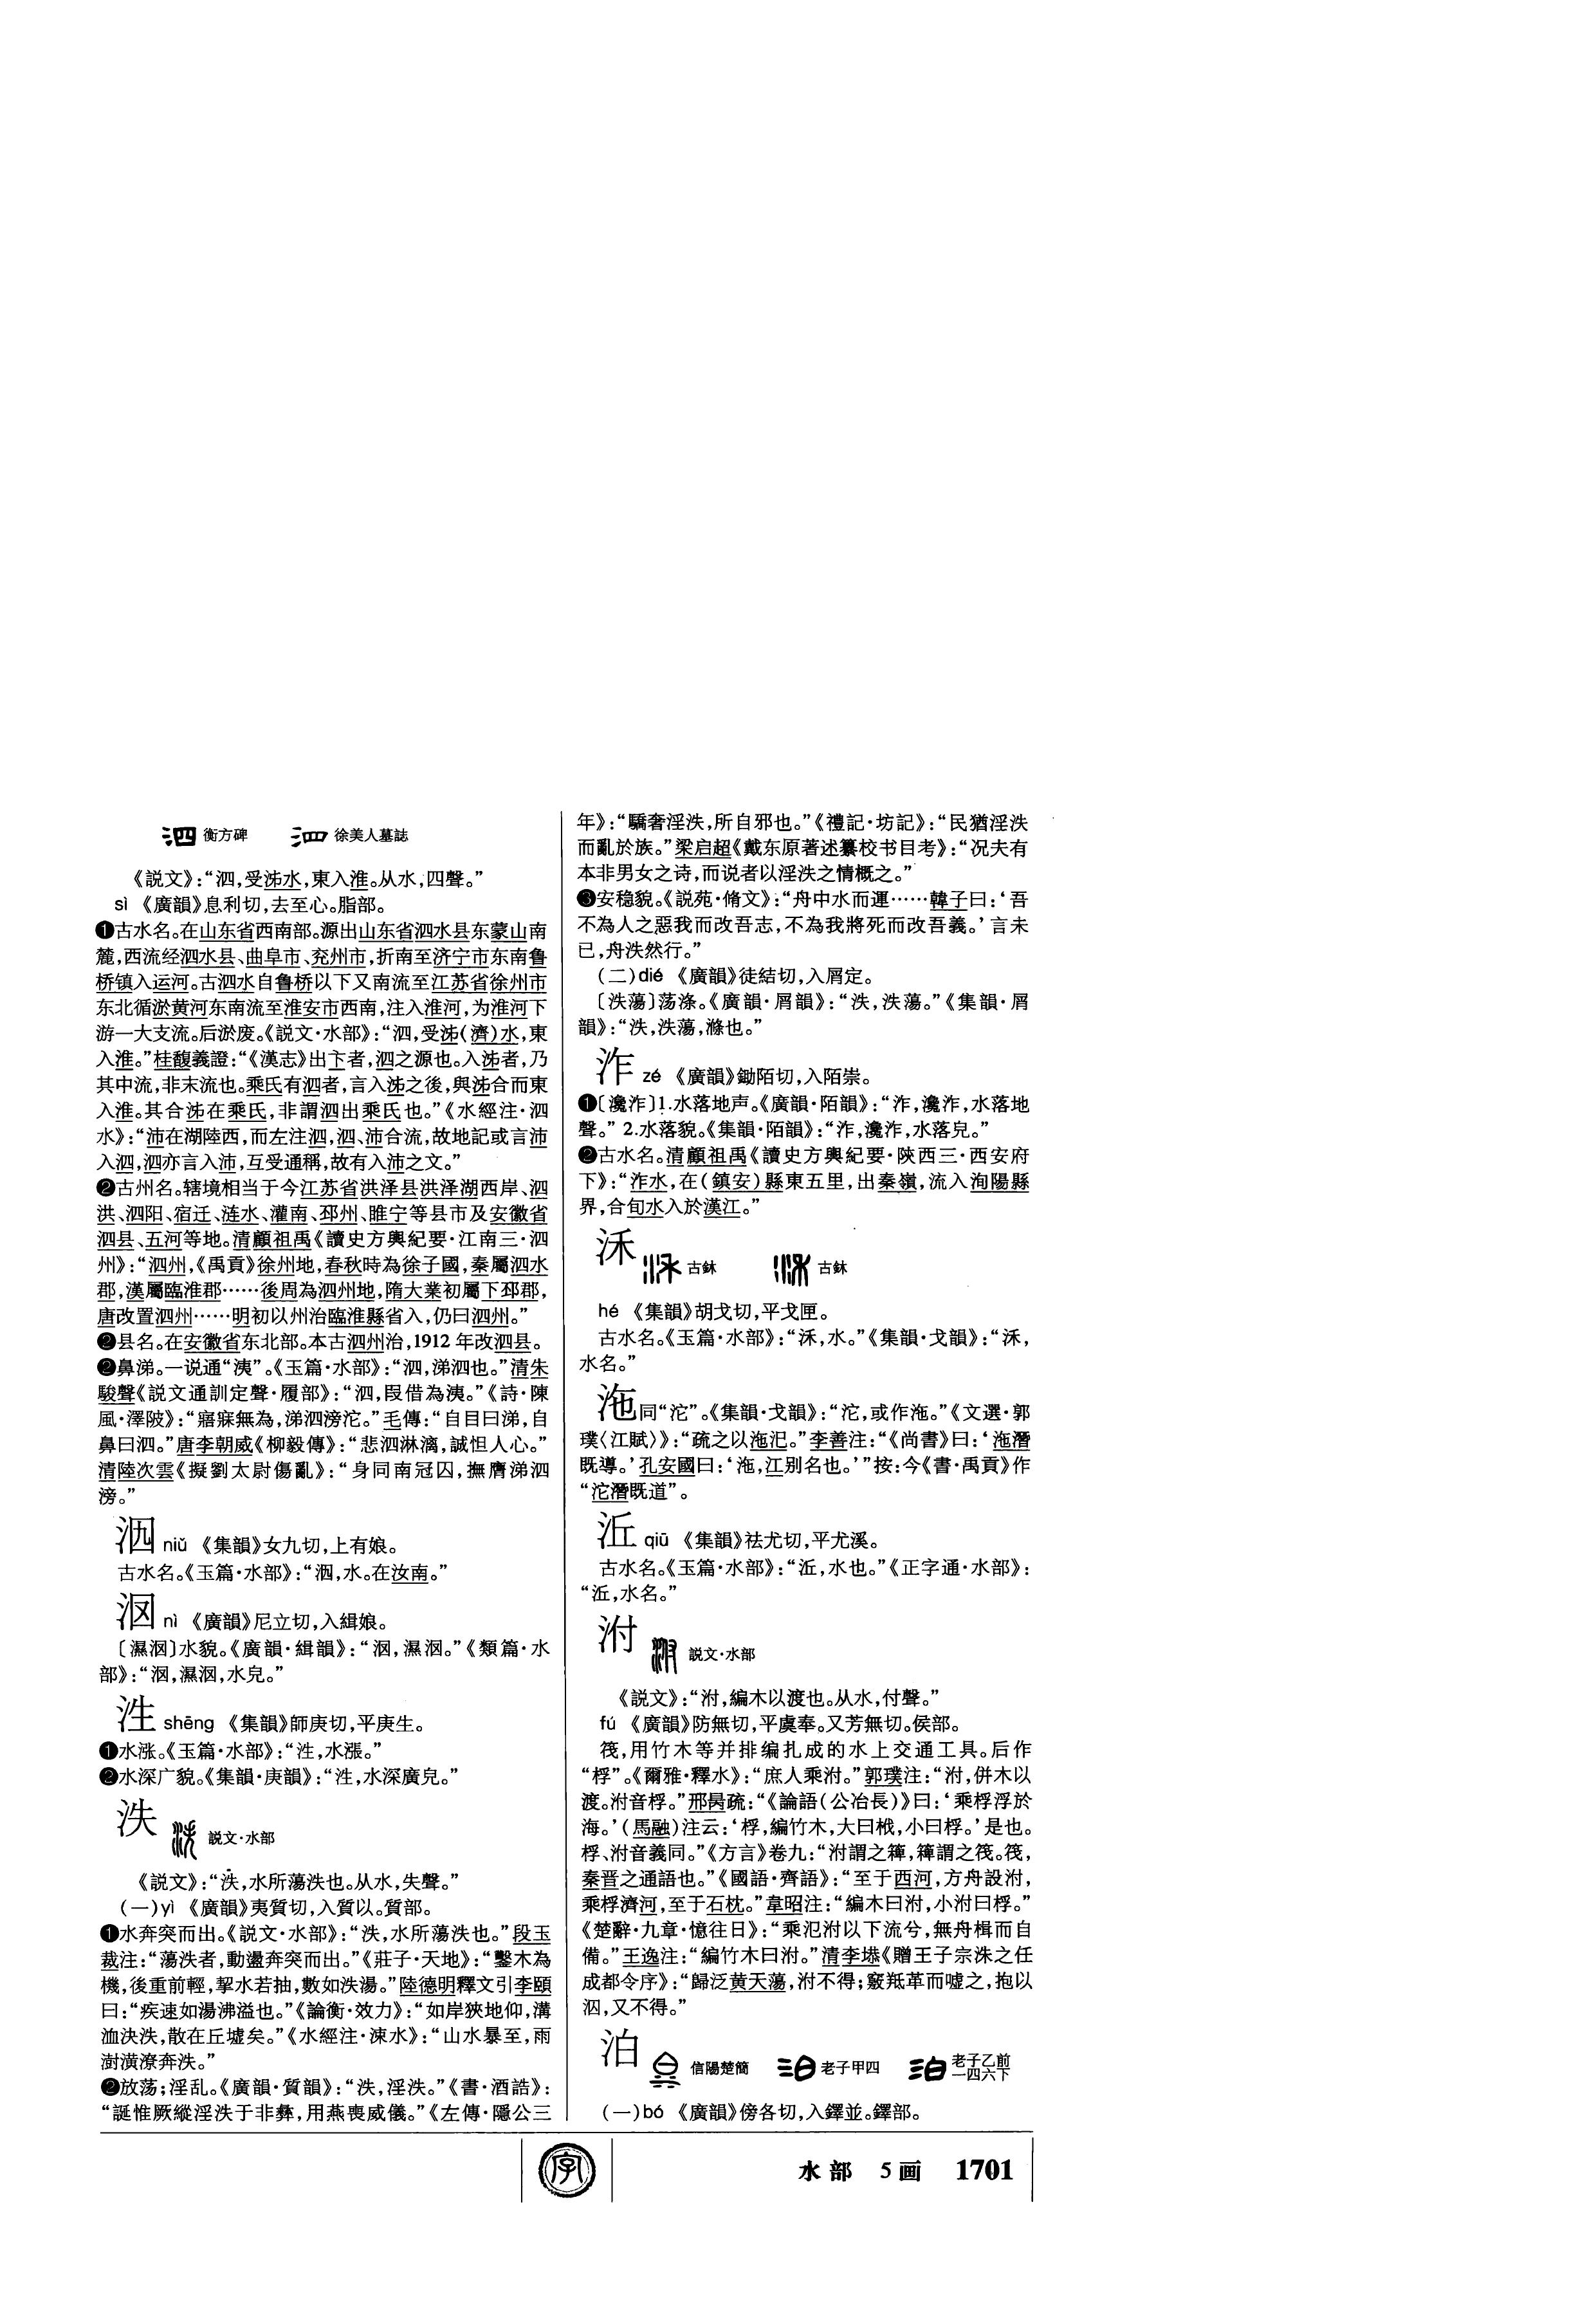 衡方碑 徐美人墓誌
《説文》：“泗，受泲水，東入淮。从水，四聲。”
sì 《廣韻》息利切，去至心。脂部。
❶古水名。在山东省西南部。源出山东省泗水县东蒙山南
麓，西流经泗水县、曲阜市、兖州市，折南至济宁市东南鲁
桥镇入运河。古泗水自鲁桥以下又南流至江苏省徐州市
东北循淤黄河东南流至淮安市西南，注入淮河，为淮河下
游一大支流。后淤废。《説文·水部》：“泗，受泲(濟)水，東
入淮。”桂馥義證：“《漢志》出卞者，泗之源也。入泲者，乃
其中流，非末流也。乘氏有泗者，言入泲之後，與泲合而東
入淮。其合泲在乘氏，非謂泗出乘氏也。”《水經注·泗
水》：“沛在湖陸西，而左注泗，泗、沛合流，故地記或言沛
入泗，泗亦言入沛，互受通稱，故有入沛之文。”
❷古州名。辖境相当于今江苏省洪泽县洪泽湖西岸、泗
洪、泗阳、宿迁、涟水、灌南、邳州、睢宁等县市及安徽省
泗县、五河等地。清顧祖禹《讀史方輿紀要·江南三·泗
州》：“泗州，《禹貢》徐州地，春秋時為徐子國，秦屬泗水
郡，漢屬臨淮郡……後周為泗州地，隋大業初屬下邳郡，
唐改置泗州……明初以州治臨淮縣省入，仍曰泗州。”
❷县名。在安徽省东北部。本古泗州治，1912 年改泗县。
❷鼻涕。一说通“洟”。《玉篇·水部》：“泗，涕泗也。”清朱
駿聲《説文通訓定聲·履部》：“泗，叚借為洟。”《詩·陳
風·澤陂》：“寤寐無為，涕泗滂沱。”毛傳：“自目曰涕，自
鼻曰泗。”唐李朝威《柳毅傳》：“悲泗淋漓，誠怛人心。”
清陸次雲《擬劉太尉傷亂》：“身同南冠囚，撫膺涕泗
滂。”
niǔ 《集韻》女九切，上有娘。
古水名。《玉篇·水部》：“，水。在汝南。”
nì 《廣韻》尼立切，入緝娘。
〔濕〕水貌。《廣韻·緝韻》：“，濕。”《類篇·水
部》：“，濕，水皃。”
泩 shēng 《集韻》師庚切，平庚生。
❶水涨。《玉篇·水部》：“泩，水漲。”
❷水深广貌。《集韻·庚韻》：“泩，水深廣皃。”
泆 説文·水部
《説文》：“泆，水所蕩泆也。从水，失聲。”
(一)yì 《廣韻》夷質切，入質以。質部。
❶水奔突而出。《説文·水部》：“泆，水所蕩泆也。”段玉
裁注：“蕩泆者，動盪奔突而出。”《莊子·天地》：“鑿木為
機，後重前輕，挈水若抽，數如泆湯。”陸德明釋文引李頤
曰：“疾速如湯沸溢也。”《論衡·效力》：“如岸狹地仰，溝
洫決泆，散在丘墟矣。”《水經注·涑水》：“山水暴至，雨
澍潢潦奔泆。”
❷放荡；淫乱。《廣韻·質韻》：“泆，淫泆。”《書·酒誥》：
“誕惟厥縱淫泆于非彝，用燕喪威儀。”《左傳·隱公三
年》：“驕奢淫泆，所自邪也。”《禮記·坊記》：“民猶淫泆
而亂於族。”梁启超《戴东原著述纂校书目考》：“况夫有
本非男女之诗，而说者以淫泆之情概之。”
❸安稳貌。《説苑·脩文》：“舟中水而運……韓子曰：‘吾
不為人之惡我而改吾志，不為我將死而改吾義。’言未
已，舟泆然行。”
(二)dié 《廣韻》徒結切，入屑定。
〔泆蕩〕荡涤。《廣韻·屑韻》：“泆，泆蕩。”《集韻·屑
韻》：“泆，泆蕩，滌也。”
泎 zé 《廣韻》鋤陌切，入陌崇。
❶〔瀺泎〕1.水落地声。《廣韻·陌韻》：“泎，瀺泎，水落地
聲。” 2.水落貌。《集韻·陌韻》：“泎，瀺泎，水落皃。”
❷古水名。清顧祖禹《讀史方輿紀要·陝西三·西安府
下》：“泎水，在(鎮安)縣東五里，出秦嶺，流入洵陽縣
界，合旬水入於漢江。”
㳅 古鉥 古鉥
hé 《集韻》胡戈切，平戈匣。
古水名。《玉篇·水部》：“，水。”《集韻·戈韻》：“，
水名。”
沲同“沱”。《集韻·戈韻》：“沱，或作沲。”《文選·郭
璞〈江賦〉》：“疏之以沲汜。”李善注：“《尚書》曰：‘沲潛
既導。’孔安國曰：‘沲，江别名也。’”按：今《書·禹貢》作
“沱潛既道”。
泟 qiū 《集韻》祛尤切，平尤溪。
古水名。《玉篇·水部》：“，水也。”《正字通·水部》：
“，水名。”
泭 説文·水部
《説文》：“泭，編木以渡也。从水，付聲。”
fú 《廣韻》防無切，平虞奉。又芳無切。侯部。
筏，用竹木等并排编扎成的水上交通工具。后作
“桴”。《爾雅·釋水》：“庶人乘泭。”郭璞注：“泭，併木以
渡。泭音桴。”邢昺疏：“《論語(公冶長)》曰：‘乘桴浮於
海。’(馬融)注云：‘桴，編竹木，大曰栰，小曰桴。’是也。
桴、泭音義同。”《方言》卷九：“泭謂之䉬，䉬謂之筏。筏，
秦晋之通語也。”《國語·齊語》：“至于西河，方舟設泭，
乘桴濟河，至于石枕。”韋昭注：“編木曰泭，小泭曰桴。”
《楚辭·九章·憶往日》：“乘氾泭以下流兮，無舟楫而自
備。”王逸注：“編竹木曰泭。”清李塨《贈王子宗洙之任
成都令序》：“歸泛黄天蕩，泭不得；竅羝革而嘘之，抱以
泅，又不得。”
泊 信陽楚簡 老子甲四 老子乙前一四六下
(一)bó 《廣韻》傍各切，入鐸並。鐸部。
字 水部 5画 1701